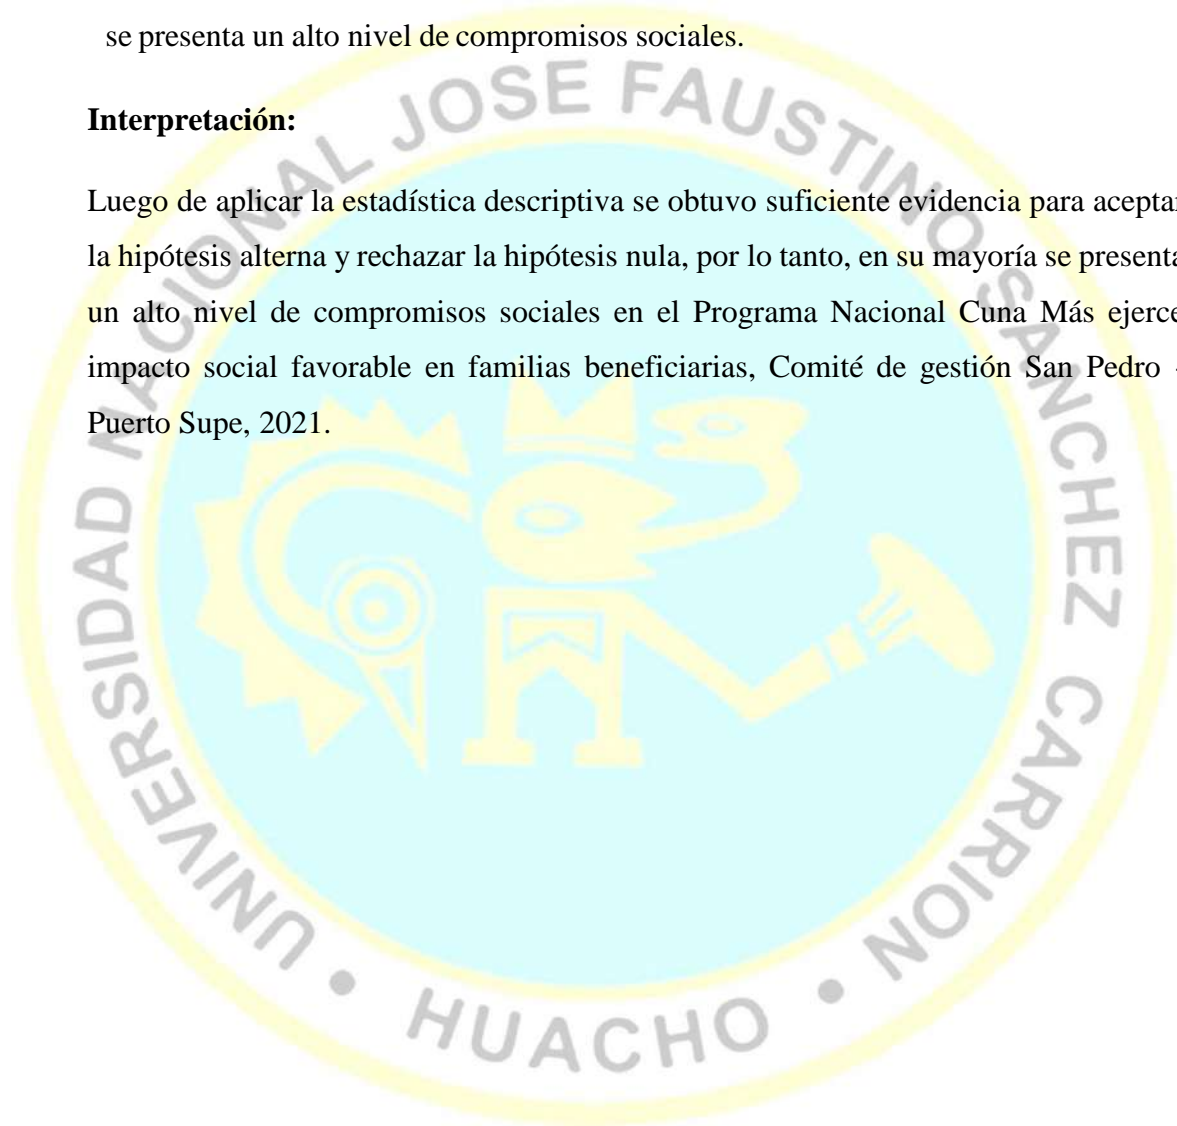 se presenta un alto nivel de compromisos sociales.
Interpretación:
Luego de aplicar la estadística descriptiva se obtuvo suficiente evidencia para aceptar
la hipótesis alterna y rechazar la hipótesis nula, por lo tanto, en su mayoría se presenta
un alto nivel de compromisos sociales en el Programa Nacional Cuna Más ejerce
impacto social favorable en familias beneficiarias, Comité de gestión San Pedro -
Puerto Supe, 2021.
UNIVERSIDAD NACIONAL JOSE FAUSTINO SANCHEZ CARRION • HUACHO •